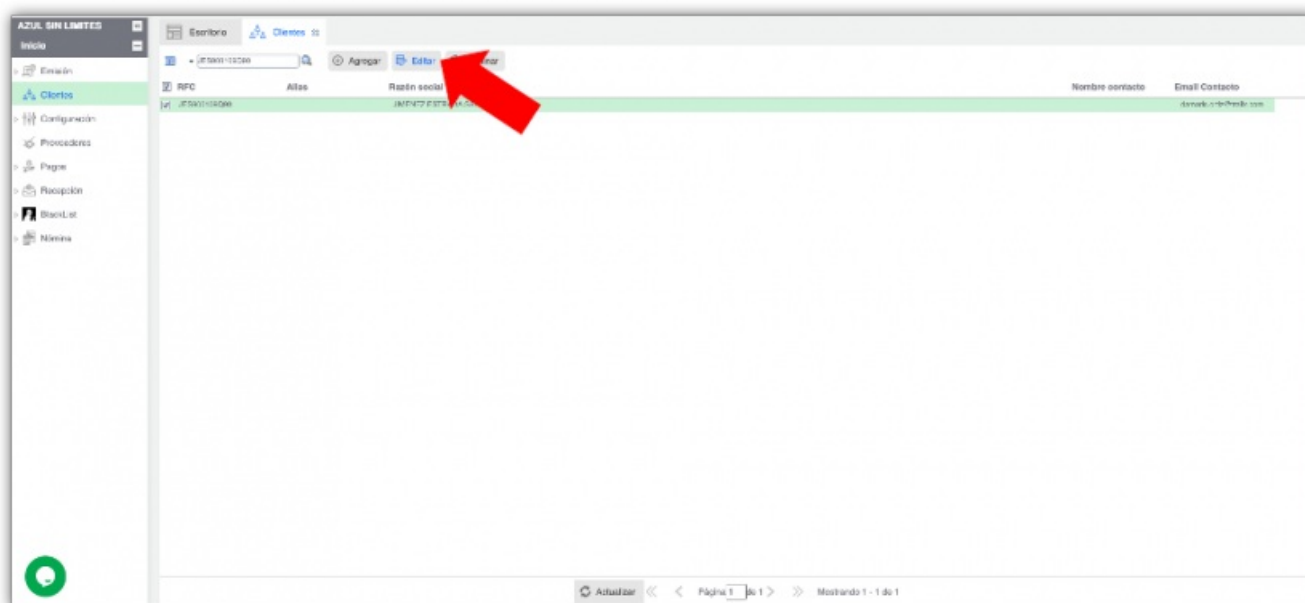 AZUL SIN LIMITES
Inicio
Emisión
Clientes
Configuración
Proveedores
Pagos
Recepción
BlackList
Nómina
Escritorio Clientes
Agregar Editar
RFC Alias Razón social Nombre contacto Email Contacto
Actualizar Página 1 de 1 Mostrando 1 - 1 de 1